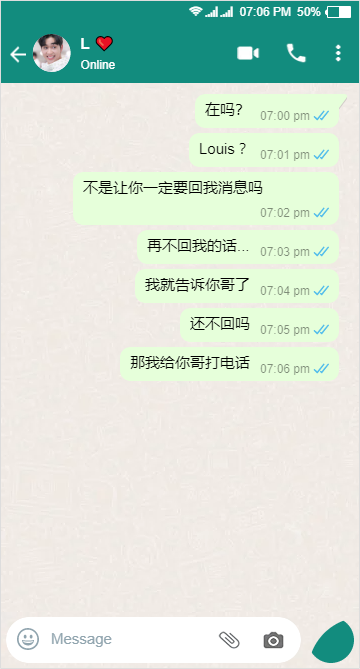 07:06 PM 50%
L ❤️
Online
在吗？
07:00 pm
Louis？
07:01 pm
不是让你一定要回我消息吗
07:02 pm
再不回我的话...
07:03 pm
我就告诉你哥了
07:04 pm
还不回吗
07:05 pm
那我给你哥打电话
07:06 pm
Message